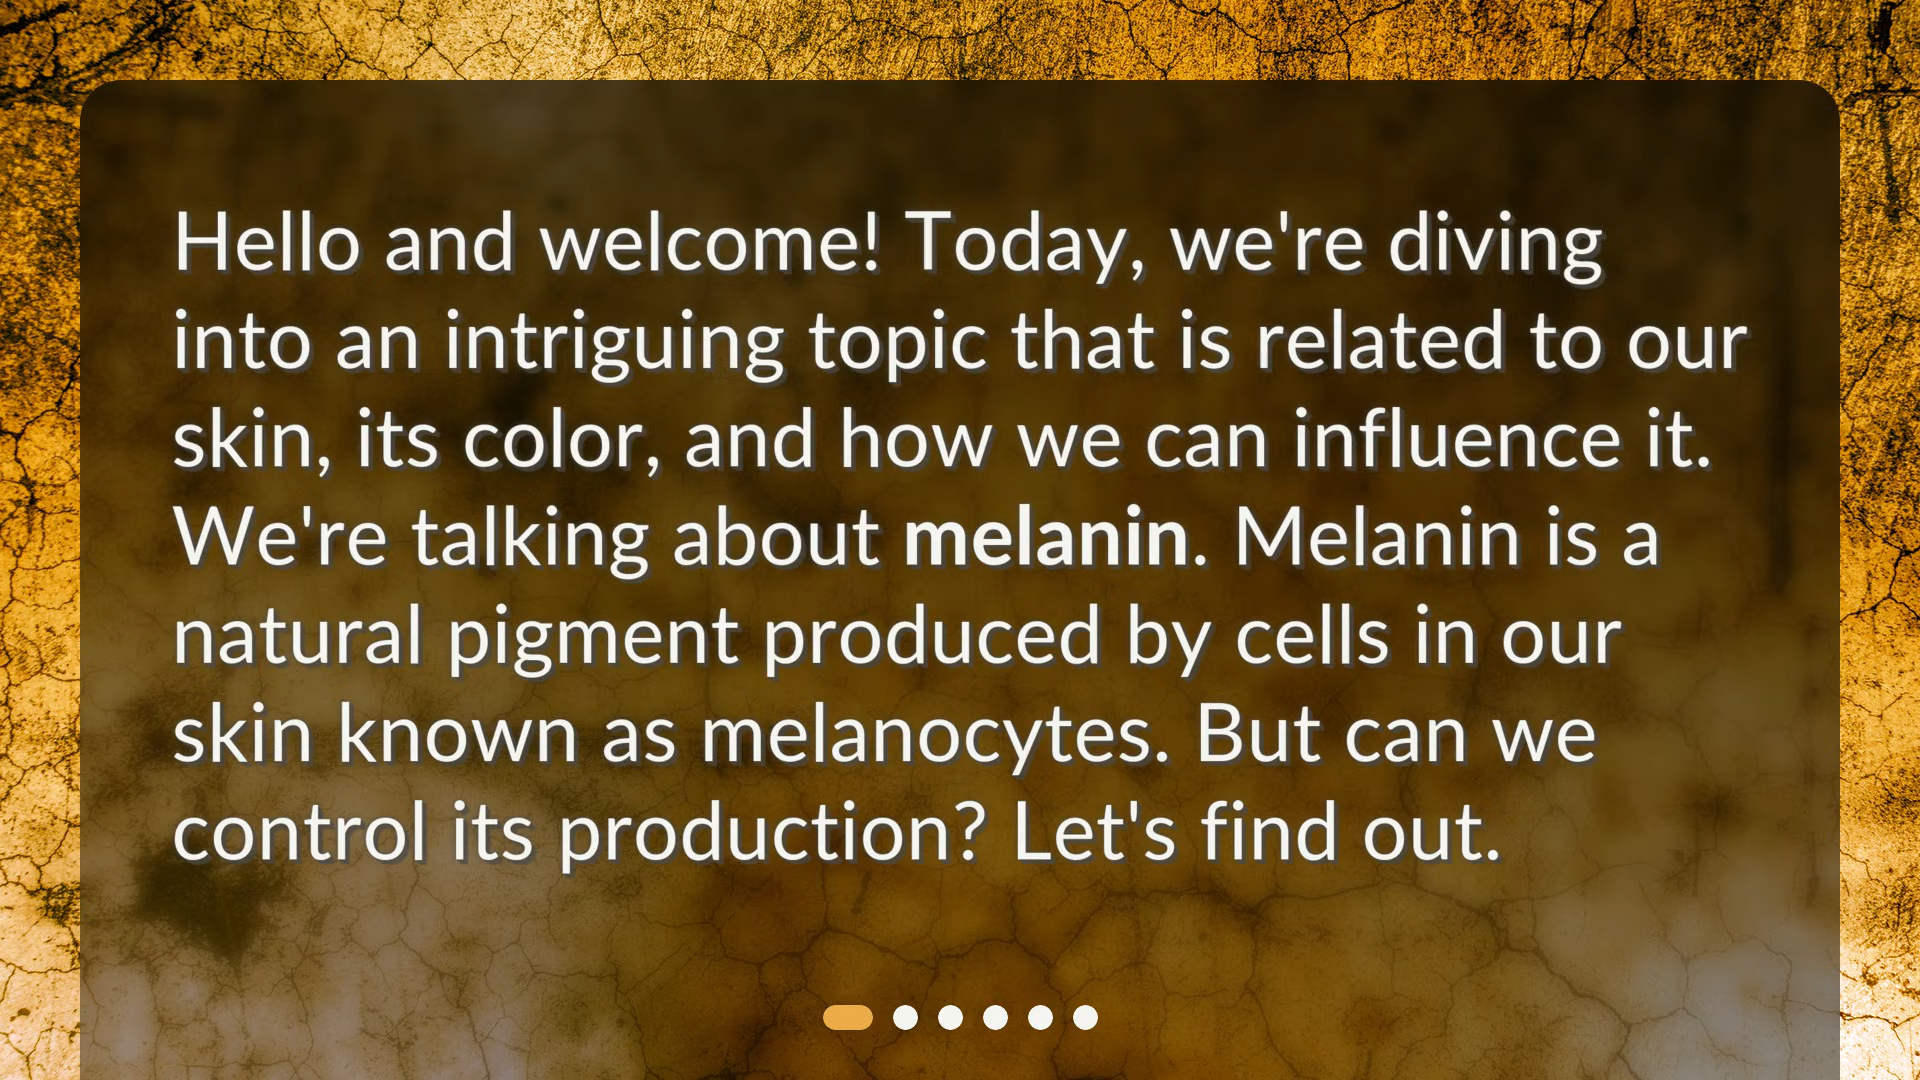 Hello and welcome! Today, we're diving
into an intriguing topic that is related to our
skin, its color, and how we can influence it.
We're talking about melanin. Melanin is a
natural pigment produced by cells in our
skin known as melanocytes. But can we
control its production? Let's find out.